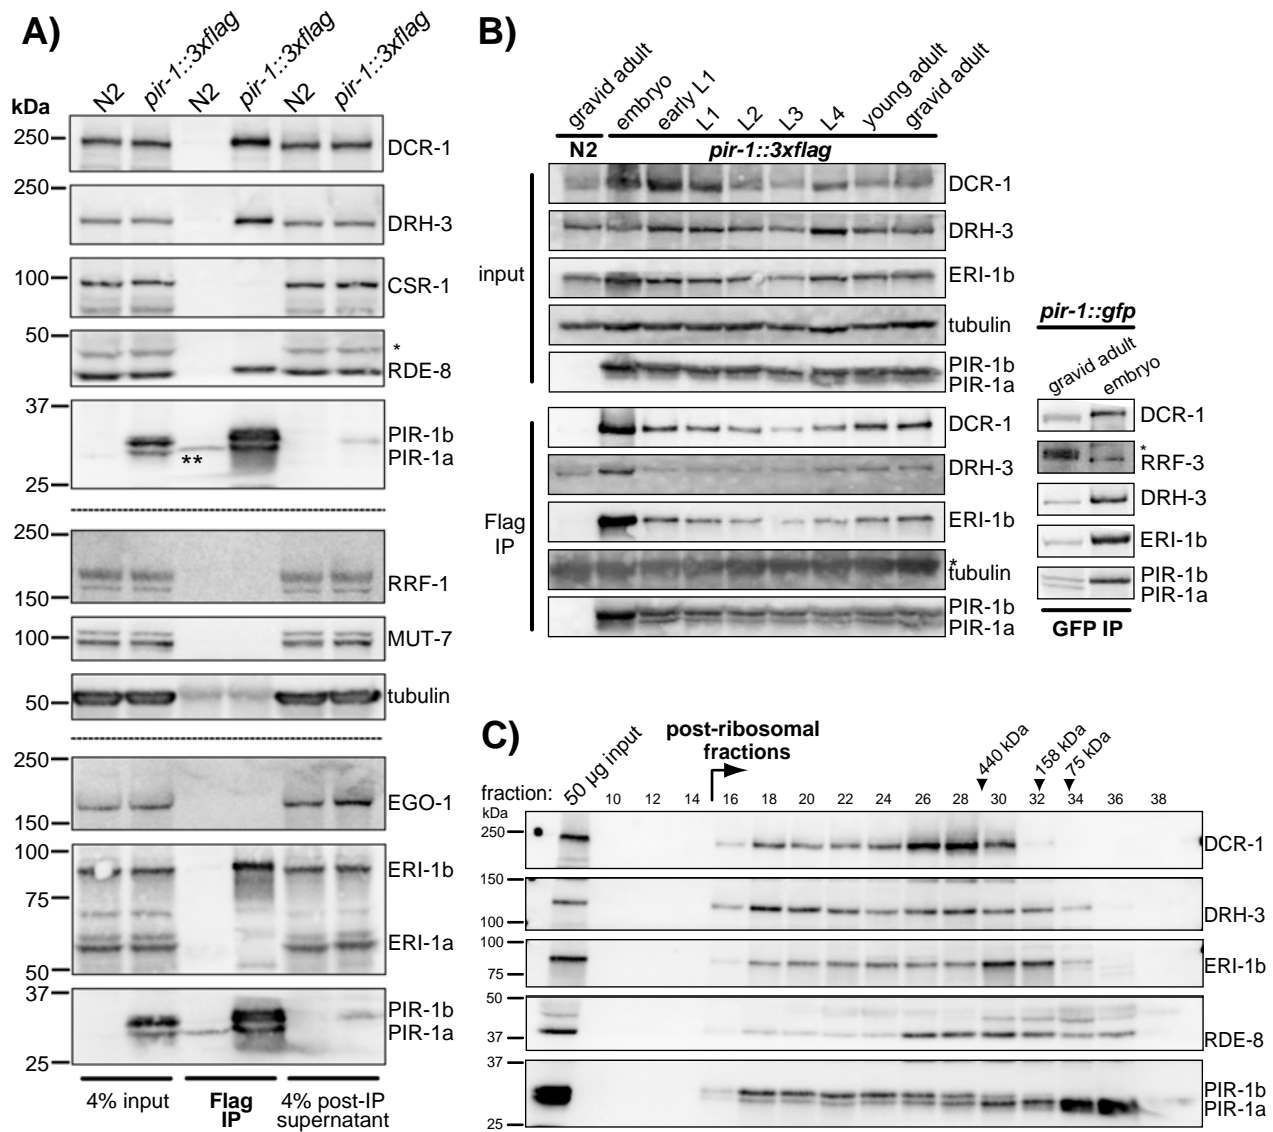 A)
N2
pir-1::3xflag
N2
pir-1::3xflag
N2
pir-1::3xflag
kDa
250
DCR-1
250
DRH-3
100
CSR-1
50
*
RDE-8
37
PIR-1b
PIR-1a
**
25
250
RRF-1
150
100
MUT-7
50
tubulin
250
EGO-1
150
100
ERI-1b
75
ERI-1a
50
37
PIR-1b
PIR-1a
25
4% input
Flag
IP
4% post-IP
supernatant
B)
gravid adult
embryo
early L1
L1
L2
L3
L4
young adult
gravid adult
N2
pir-1::3xflag
input
DCR-1
DRH-3
ERI-1b
tubulin
PIR-1b
PIR-1a
Flag
IP
DCR-1
DRH-3
ERI-1b
*
tubulin
PIR-1b
PIR-1a
pir-1::gfp
gravid adult
embryo
DCR-1
*
RRF-3
DRH-3
ERI-1b
PIR-1b
PIR-1a
GFP IP
C)
50 µg input
post-ribosomal
fractions
440 kDa
158 kDa
75 kDa
fraction:
10 12 14 16 18 20 22 24 26 28 30 32 34 36 38
kDa
250
DCR-1
150
DRH-3
100
100
ERI-1b
75
50
37
RDE-8
37
PIR-1b
PIR-1a
25